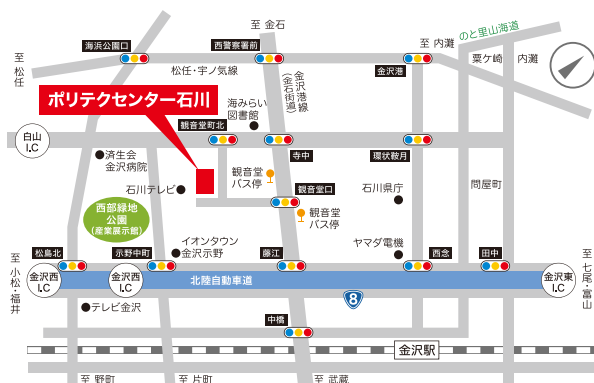 至 金石
のと里山海道
海浜公園口
西警察署前
至 内灘
至 松任
松任・宇ノ気線
金沢港
粟ケ崎
内灘
金沢港線
(金石街道)
ポリテクセンター石川
海みらい
図書館
観音堂町北
白山
I.C
寺中
環状鞍月
済生会
金沢病院
観音堂
バス停
石川テレビ
観音堂口
石川県庁
問屋町
西部緑地
公園
(産業展示館)
観音堂
バス停
イオンタウン
金沢示野
ヤマダ電機
松島北
示野中町
藤江
西念
田中
至 小松・福井
金沢西
I.C
金沢西
I.C
北陸自動車道
金沢東
I.C
至 七尾・富山
8
テレビ金沢
中橋
金沢駅
至 野町
至 片町
至 武蔵